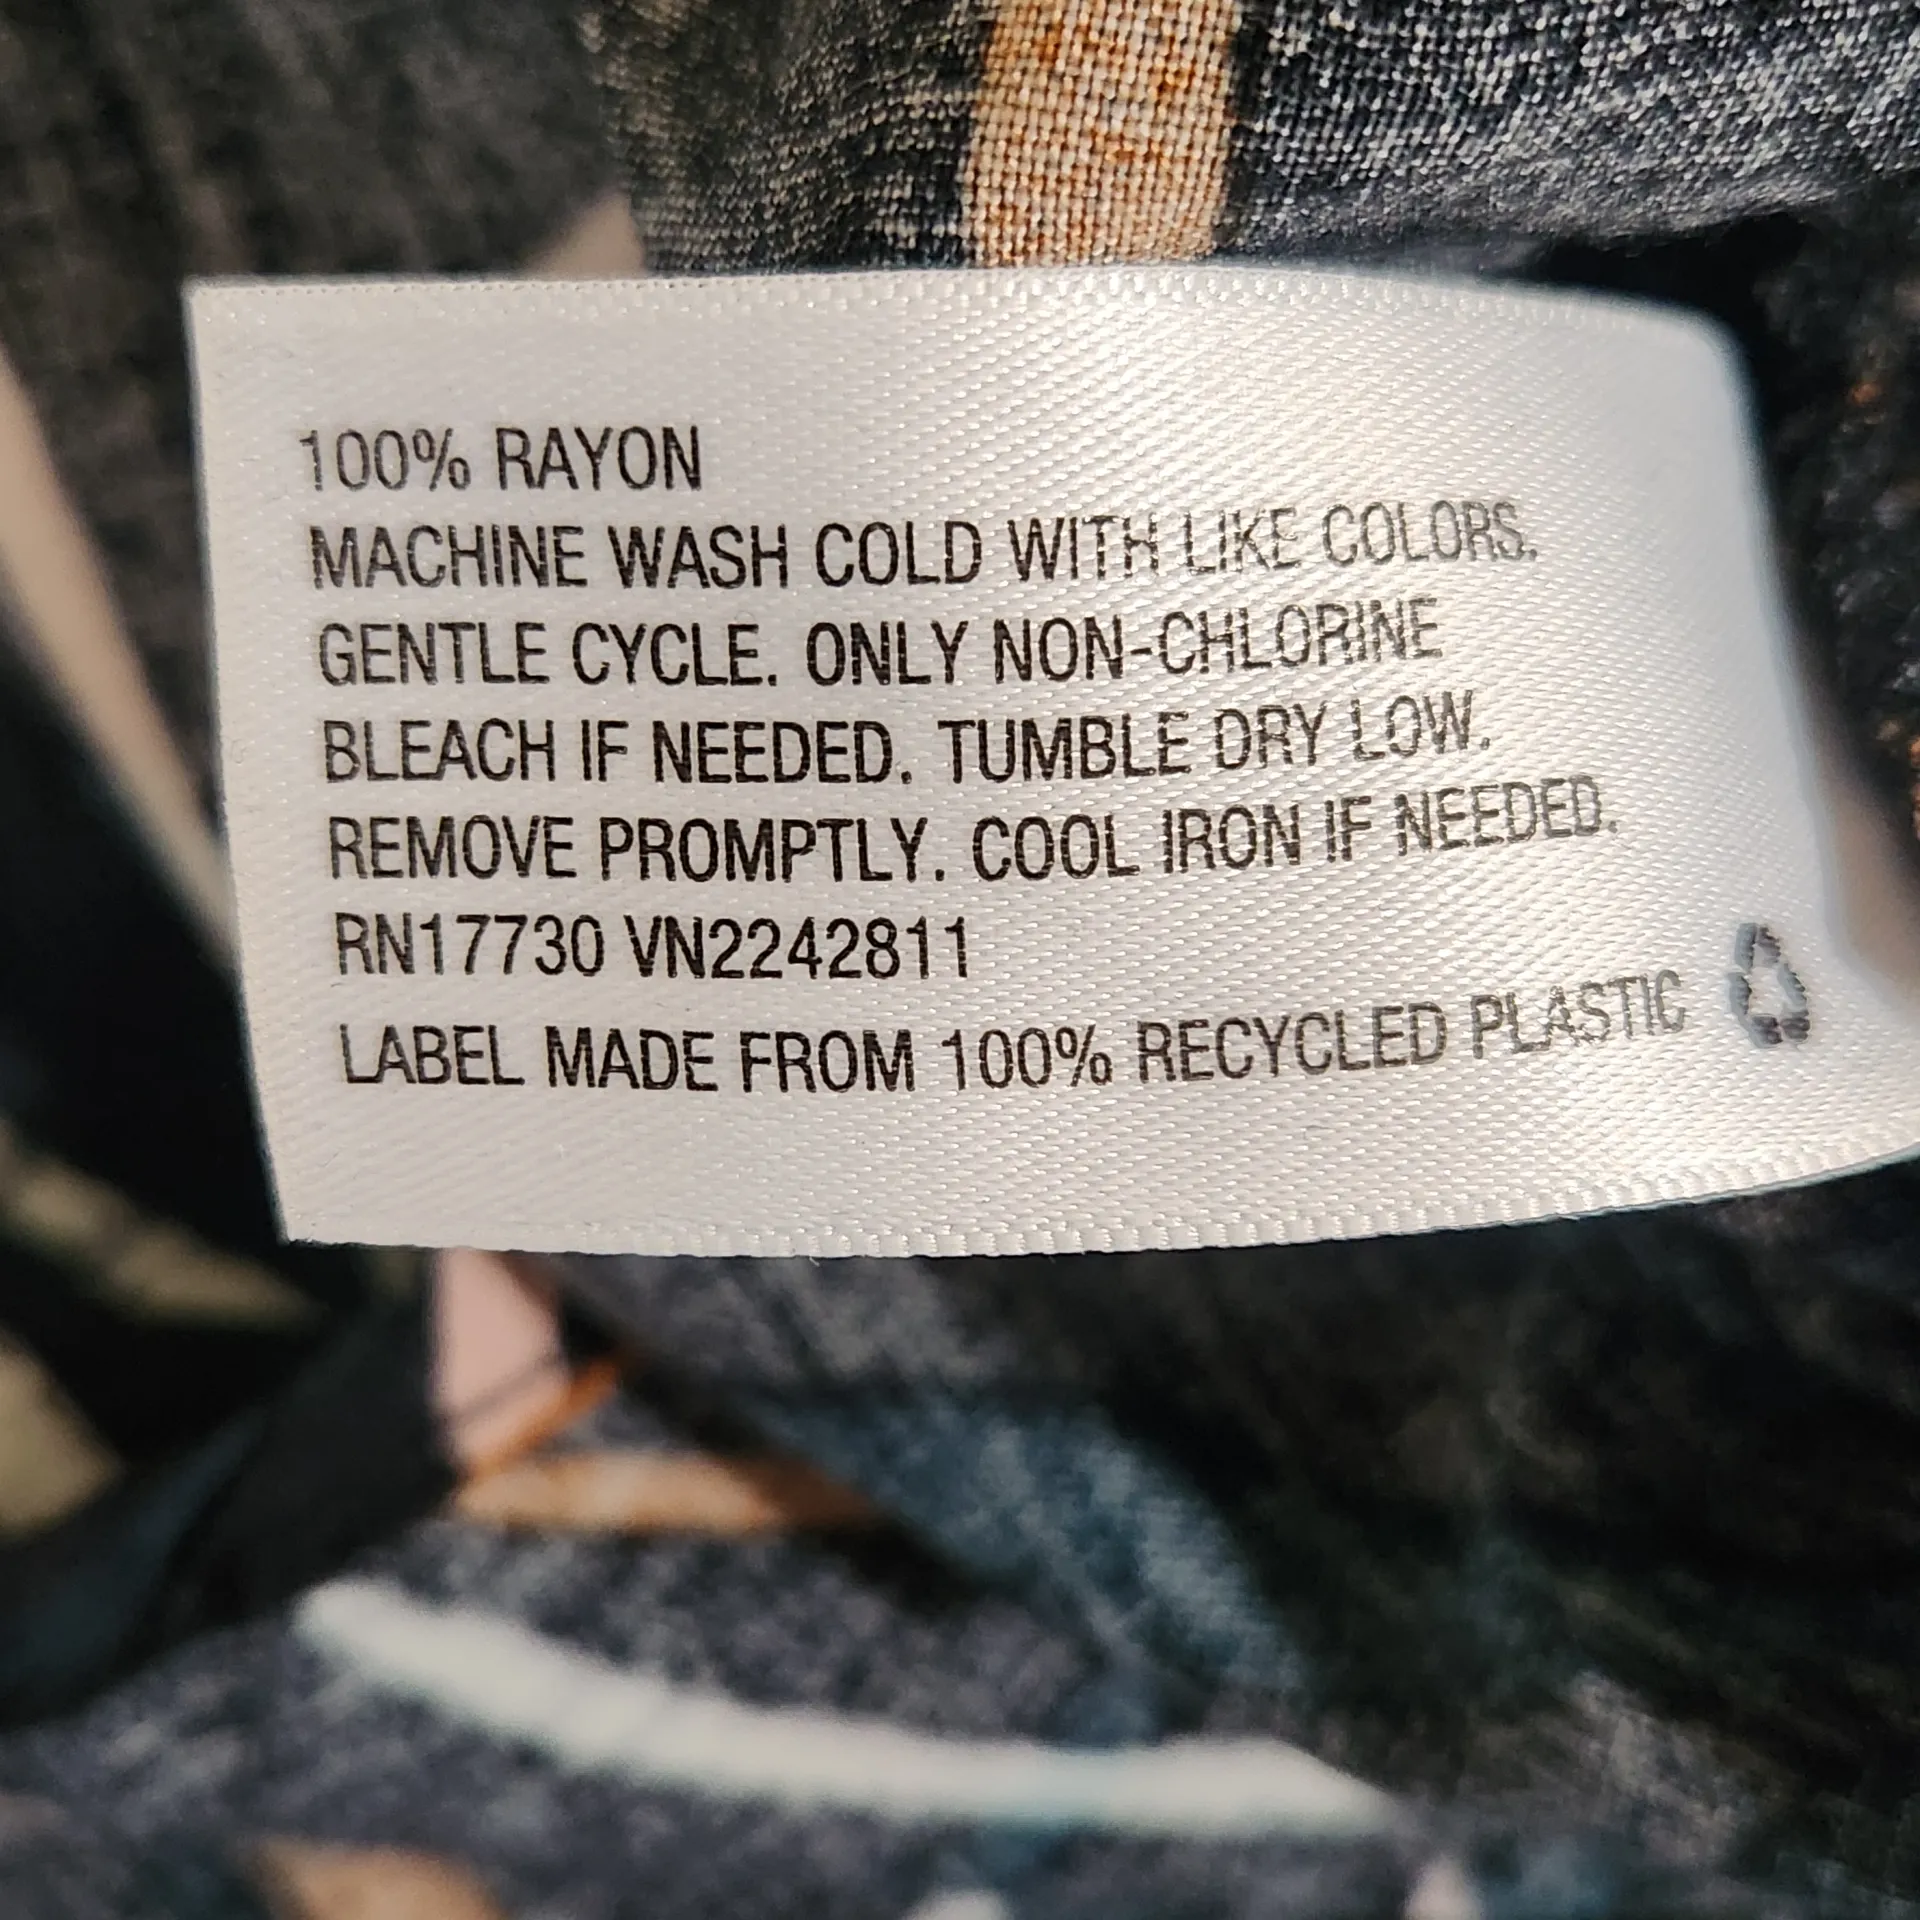 100% RAYON
MACHINE WASH COLD WITH LIKE COLORS.
GENTLE CYCLE. ONLY NON-CHLORINE
BLEACH IF NEEDED. TUMBLE DRY LOW.
REMOVE PROMPTLY. COOL IRON IF NEEDED.
RN17730 VN2242811
LABEL MADE FROM 100% RECYCLED PLASTIC